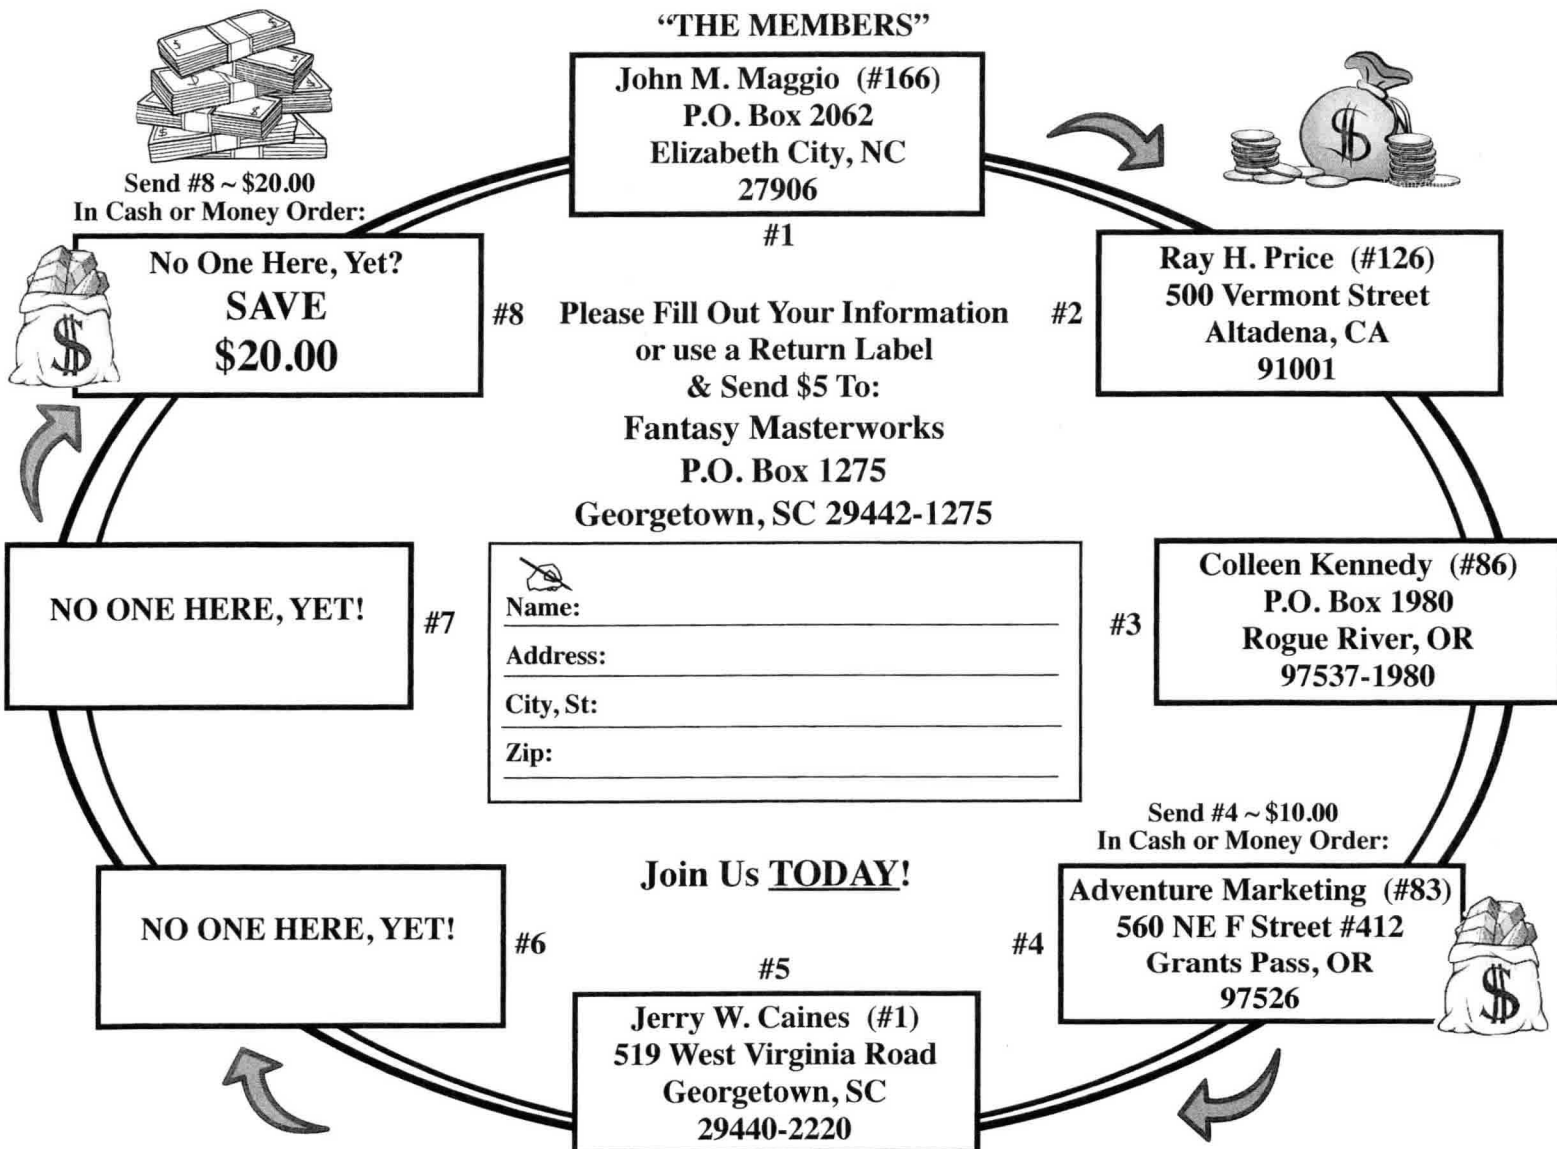 “THE MEMBERS”
John M. Maggio (#166)
P.O. Box 2062
Elizabeth City, NC
27906
#1
Ray H. Price (#126)
500 Vermont Street
Altadena, CA
91001
#2
Colleen Kennedy (#86)
P.O. Box 1980
Rogue River, OR
97537-1980
#3
Send #4 ~ $10.00
In Cash or Money Order:
Adventure Marketing (#83)
560 NE F Street #412
Grants Pass, OR
97526
#4
$
#5
Jerry W. Caines (#1)
519 West Virginia Road
Georgetown, SC
29440-2220
NO ONE HERE, YET!
#6
NO ONE HERE, YET!
#7
Send #8 ~ $20.00
In Cash or Money Order:
No One Here, Yet?
SAVE
$20.00
#8
$
$
Please Fill Out Your Information
or use a Return Label
& Send $5 To:
Fantasy Masterworks
P.O. Box 1275
Georgetown, SC 29442-1275
Name:
Address:
City, St:
Zip:
Join Us TODAY!